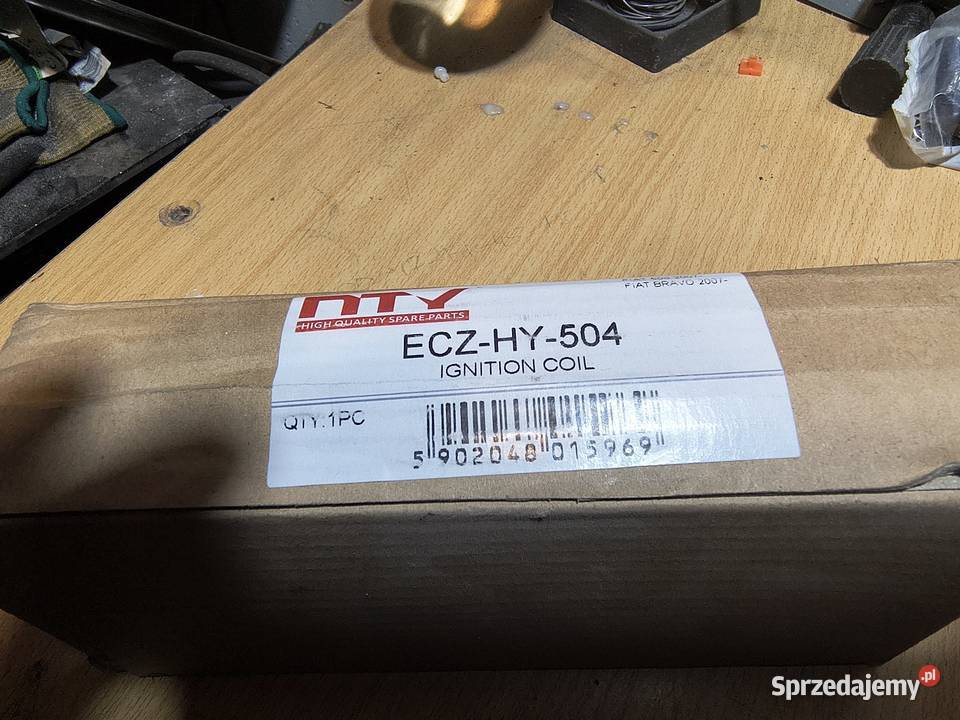 FIAT BRAVO 2007-
NTY
HIGH QUALITY SPARE PARTS
ECZ-HY-504
IGNITION COIL
QTY:1PC
5 902048 015969
Sprzedajemy.pl